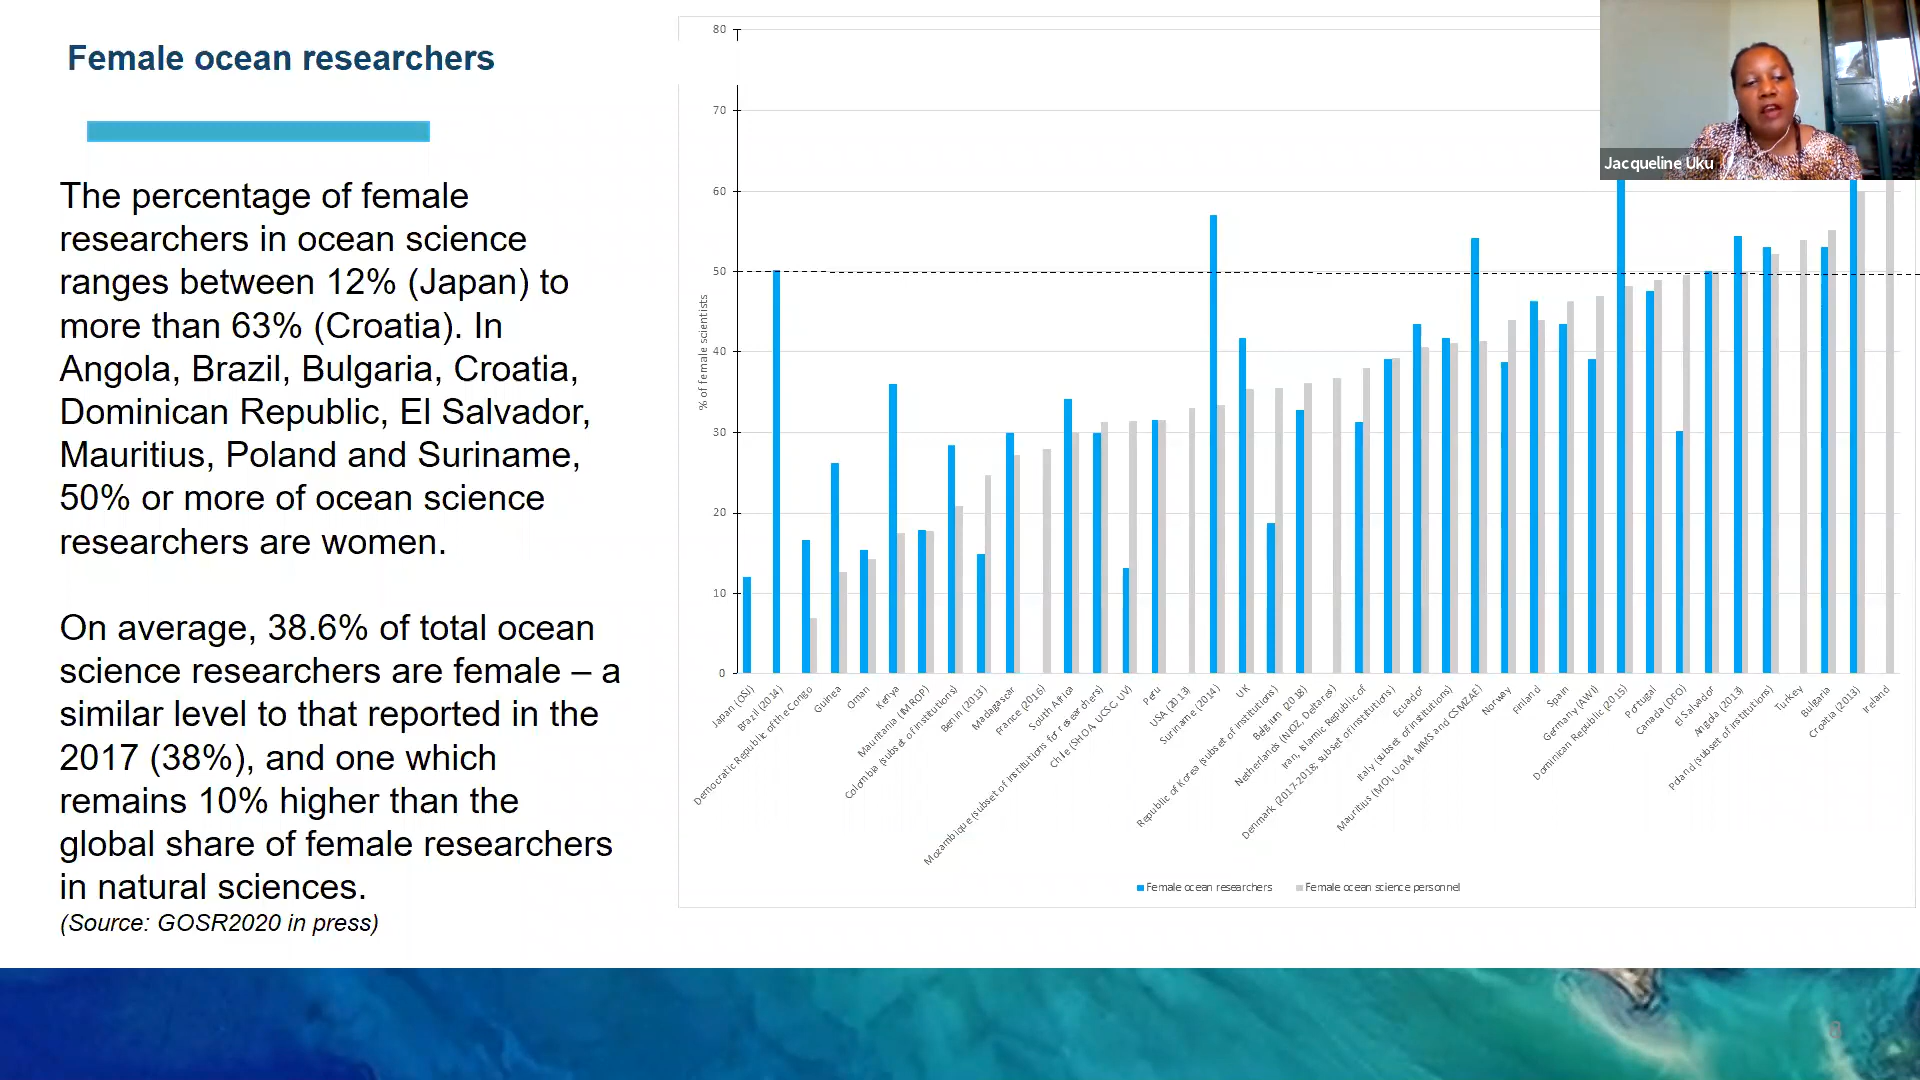 Female ocean researchers
The percentage of female
researchers in ocean science
ranges between 12% (Japan) to
more than 63% (Croatia). In
Angola, Brazil, Bulgaria, Croatia,
Dominican Republic, El Salvador,
Mauritius, Poland and Suriname,
50% or more of ocean science
researchers are women.
On average, 38.6% of total ocean
science researchers are female – a
similar level to that reported in the
2017 (38%), and one which
remains 10% higher than the
global share of female researchers
in natural sciences.
(Source: GOSR2020 in press)
Jacqueline Uku
% of female scientists
80
70
60
50
40
30
20
10
0
Japan (OSJ)
Brazil (2014)
Democratic Republic of the Congo
Guinea
Oman
Kenya
Mauritania (IMROP)
Colombia (subset of institutions)
Benin (2013)
Madagascar
France (2016)
South Africa
Mozambique (subset of institutions for researchers)
Chile (SHOA, UCSC, UV)
Peru
USA (2013)
Suriname (2014)
UK
Republic of Korea (subset of institutions)
Belgium (2018)
Netherlands (NIOZ, Deltares)
Iran, Islamic Republic of
Denmark (2017-2018; subset of institutions)
Ecuador
Italy (subset of institutions)
Mauritius (MOI, UoM, MMS and CSMZAE)
Norway
Finland
Spain
Germany (AWI)
Dominican Republic (2015)
Portugal
Canada (DFO)
El Salvador
Angola (2013)
Poland (subset of institutions)
Turkey
Bulgaria
Croatia (2013)
Ireland
Female ocean researchers
Female ocean science personnel